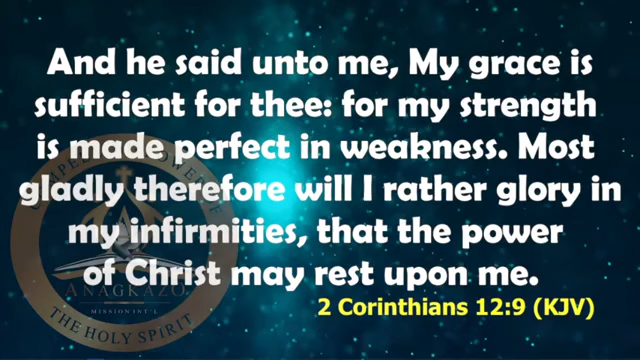 And he said unto me, My grace is
sufficient for thee: for my strength
is made perfect in weakness. Most
gladly therefore will I rather glory in
my infirmities, that the power
of Christ may rest upon me.
2 Corinthians 12:9 (KJV)
ANAGKAZO
MISSION INT'L
THE HOLY SPIRIT